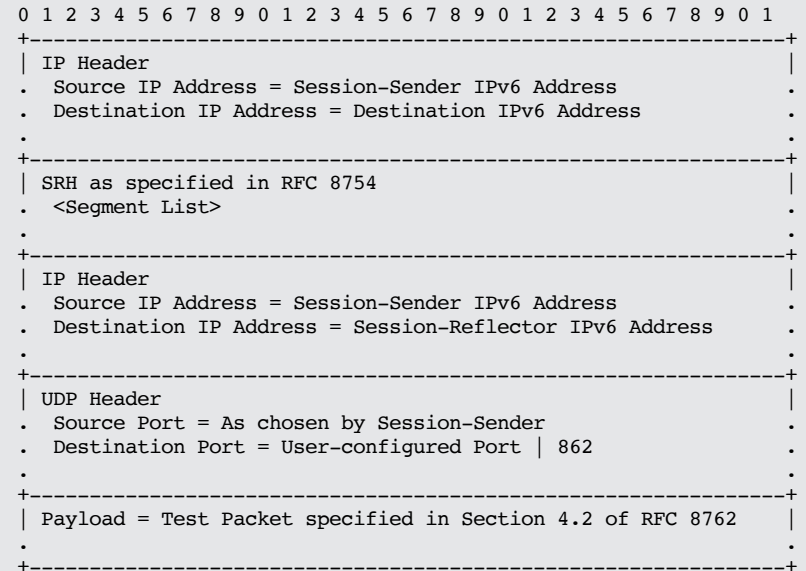 0 1 2 3 4 5 6 7 8 9 0 1 2 3 4 5 6 7 8 9 0 1 2 3 4 5 6 7 8 9 0 1
+---------------------------------------------------------------+
| IP Header                                                     |
.  Source IP Address = Session-Sender IPv6 Address              .
.  Destination IP Address = Destination IPv6 Address            .
.                                                               .
+---------------------------------------------------------------+
| SRH as specified in RFC 8754                                  |
.  <Segment List>                                               .
.                                                               .
+---------------------------------------------------------------+
| IP Header                                                     |
.  Source IP Address = Session-Sender IPv6 Address              .
.  Destination IP Address = Session-Reflector IPv6 Address      .
.                                                               .
+---------------------------------------------------------------+
| UDP Header                                                    |
.  Source Port = As chosen by Session-Sender                    .
.  Destination Port = User-configured Port | 862                .
.                                                               .
+---------------------------------------------------------------+
| Payload = Test Packet specified in Section 4.2 of RFC 8762    |
.                                                               .
+---------------------------------------------------------------+